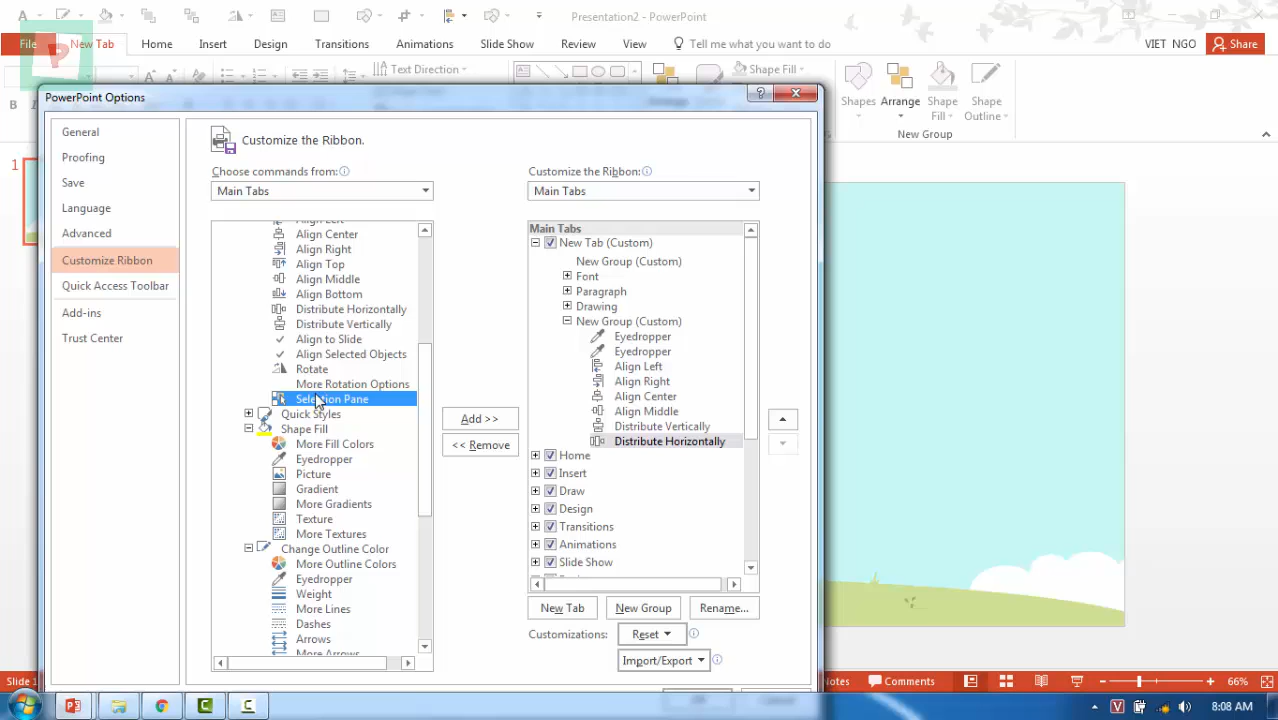 Presentation2 - PowerPoint
File New Tab Home Insert Design Transitions Animations Slide Show Review View Tell me what you want to do VIET NGO Share
Text Direction Shape Fill
B
Shapes Arrange Shape Fill Shape Outline
New Group
PowerPoint Options
General
Proofing
Save
Language
Advanced
Customize Ribbon
Quick Access Toolbar
Add-ins
Trust Center
Customize the Ribbon.
Choose commands from:
Main Tabs
Align Left
Align Center
Align Right
Align Top
Align Middle
Align Bottom
Distribute Horizontally
Distribute Vertically
Align to Slide
Align Selected Objects
Rotate
More Rotation Options
Selection Pane
Quick Styles
Shape Fill
More Fill Colors
Eyedropper
Picture
Gradient
More Gradients
Texture
More Textures
Change Outline Color
More Outline Colors
Eyedropper
Weight
More Lines
Dashes
Arrows
More Arrows
Add >>
<< Remove
Customize the Ribbon:
Main Tabs
Main Tabs
New Tab (Custom)
New Group (Custom)
Font
Paragraph
Drawing
New Group (Custom)
Eyedropper
Eyedropper
Align Left
Align Right
Align Center
Align Middle
Distribute Vertically
Distribute Horizontally
Home
Insert
Draw
Design
Transitions
Animations
Slide Show
New Tab New Group Rename...
Customizations: Reset
Import/Export
1
Slide 1
Notes Comments 66%
8:08 AM